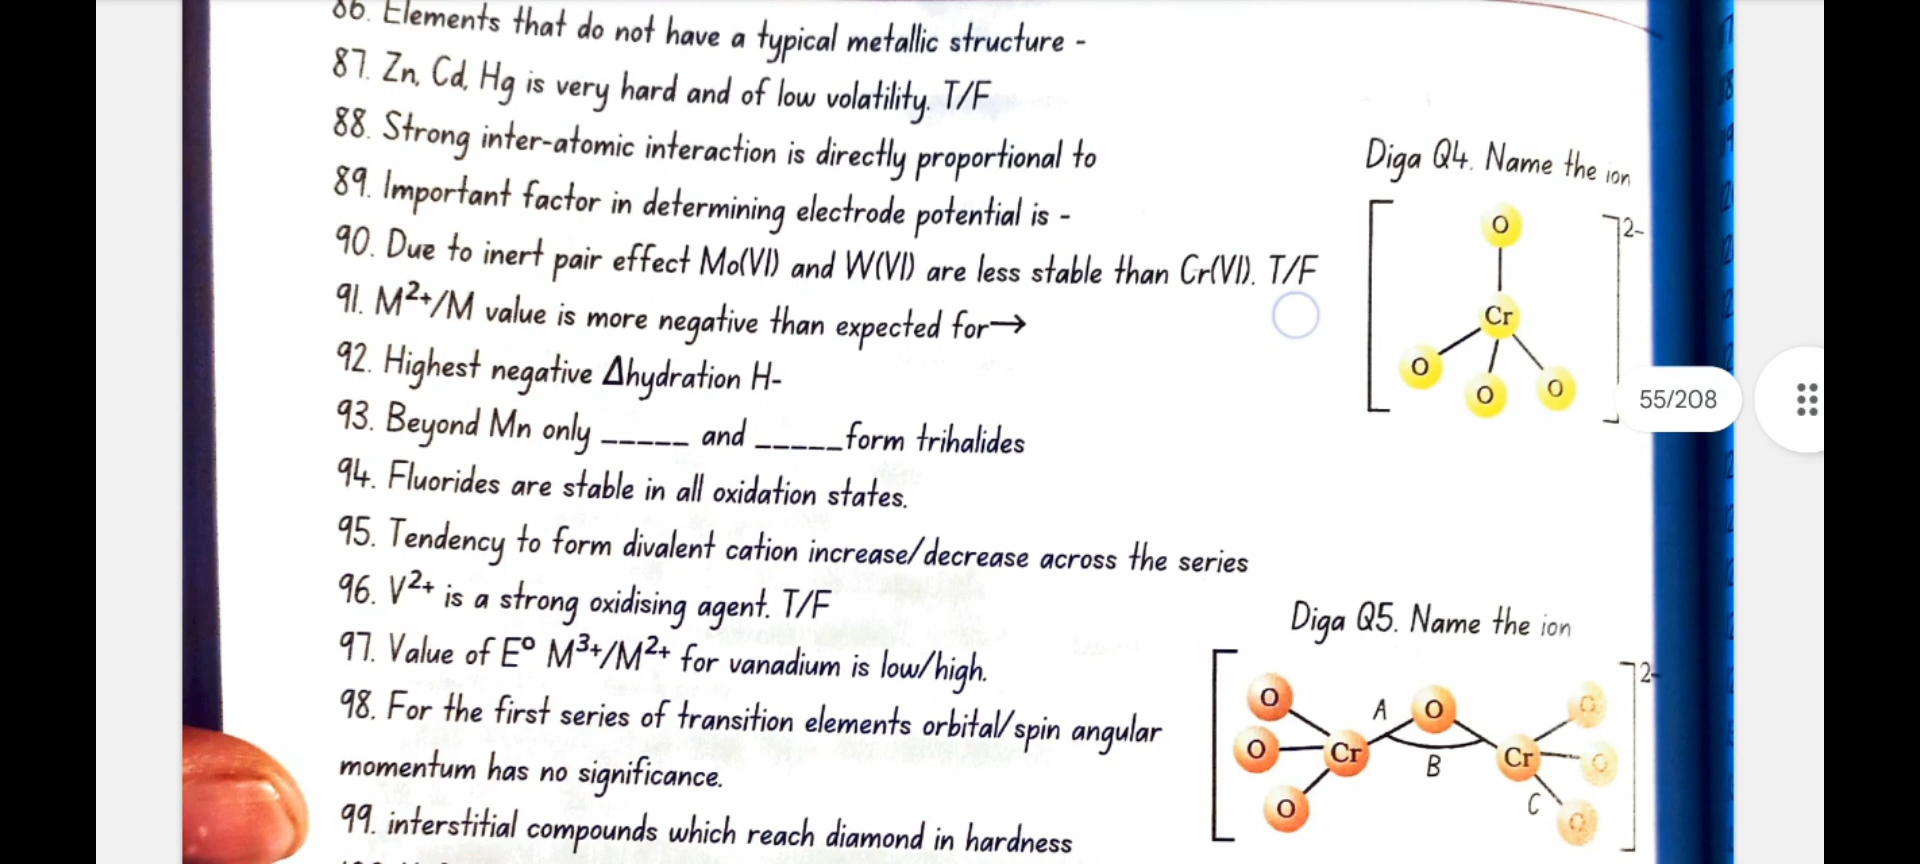 86. Elements that do not have a typical metallic structure -
87. Zn, Cd, Hg is very hard and of low volatility. T/F
88. Strong inter-atomic interaction is directly proportional to
89. Important factor in determining electrode potential is -
90. Due to inert pair effect Mo(VI) and W(VI) are less stable than Cr(VI). T/F
91. M²⁺/M value is more negative than expected for→
92. Highest negative Δhydration H-
93. Beyond Mn only _____ and _____form trihalides
94. Fluorides are stable in all oxidation states.
95. Tendency to form divalent cation increase/decrease across the series
96. V²⁺ is a strong oxidising agent. T/F
97. Value of E° M³⁺/M²⁺ for vanadium is low/high.
98. For the first series of transition elements orbital/spin angular
momentum has no significance.
99. interstitial compounds which reach diamond in hardness
Diga Q4. Name the ion
O
2-
Cr
O
O
O
55/208
Diga Q5. Name the ion
2-
O
A
O
O
O
Cr
B
Cr
O
O
C
O